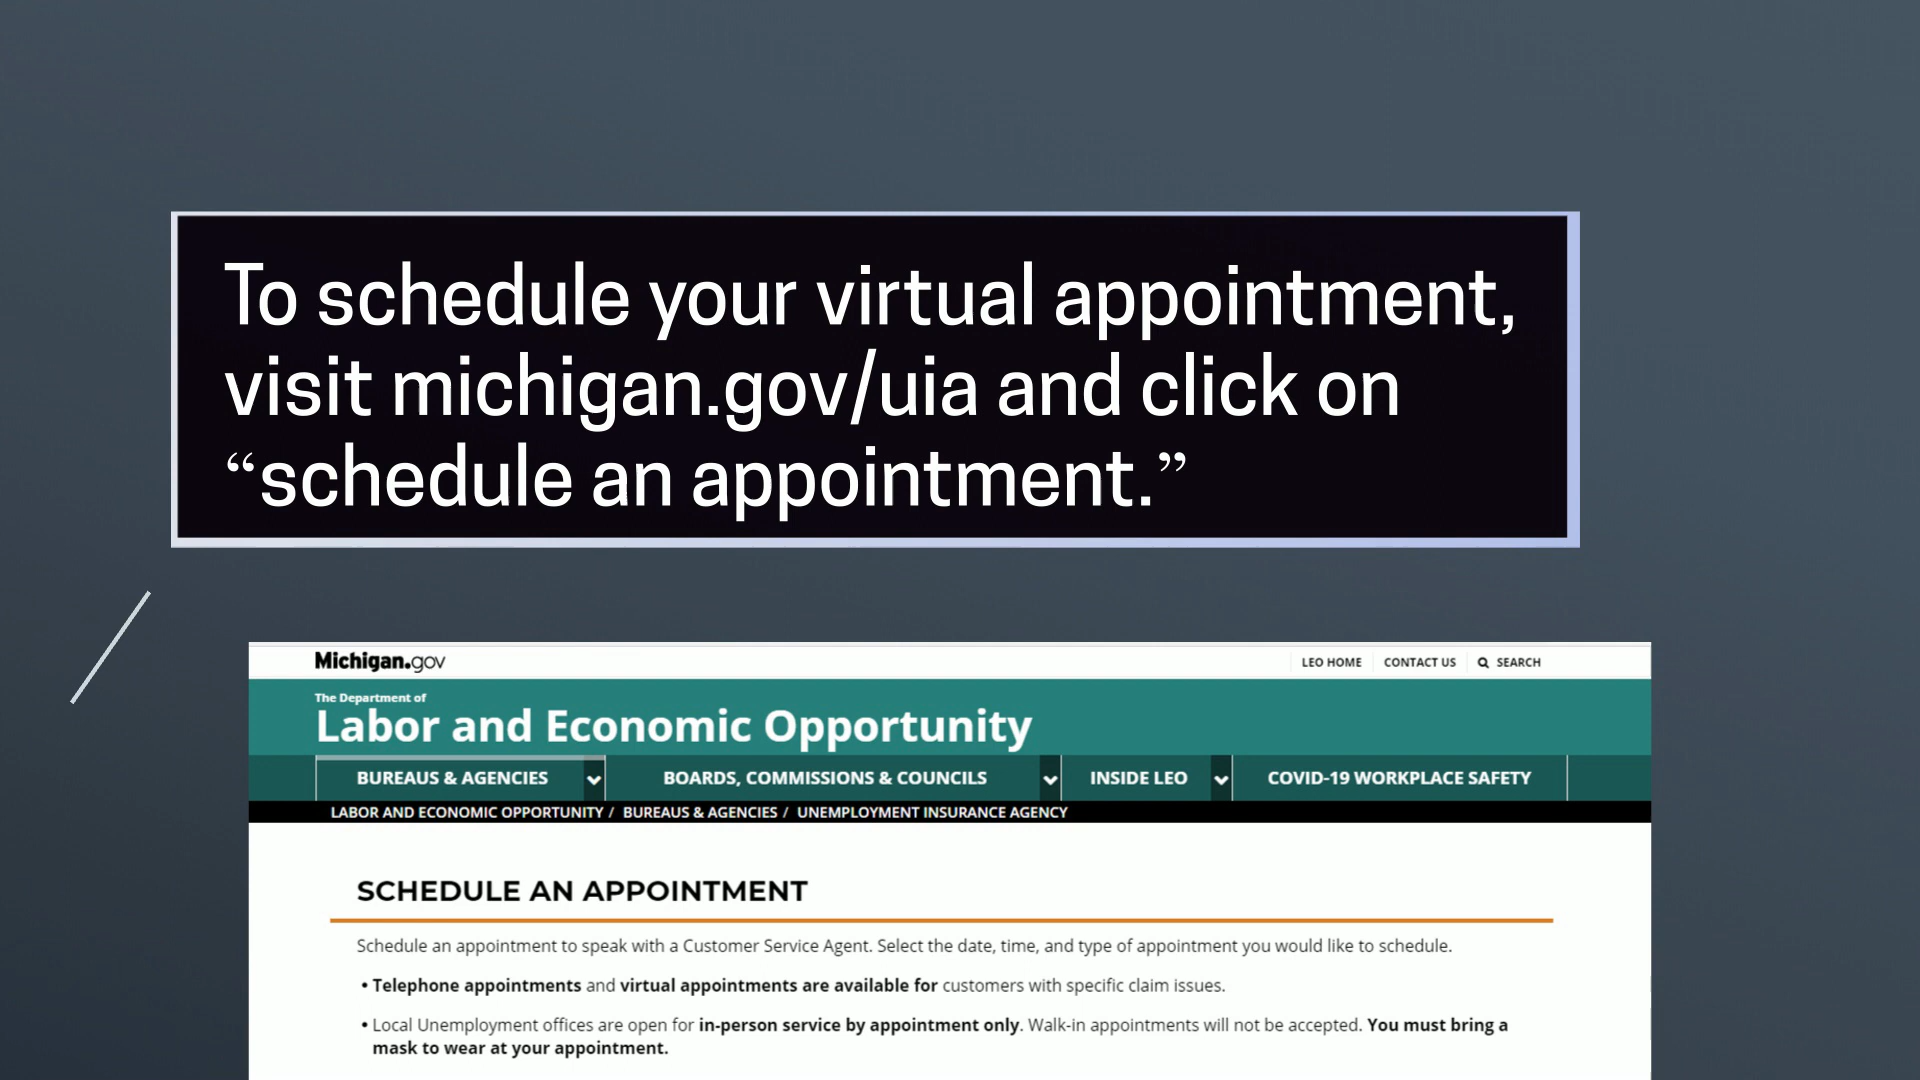 To schedule your virtual appointment,
visit michigan.gov/uia and click on
“schedule an appointment.”
Michigan.gov
LEO HOME
CONTACT US
SEARCH
The Department of
Labor and Economic Opportunity
BUREAUS & AGENCIES
BOARDS, COMMISSIONS & COUNCILS
INSIDE LEO
COVID-19 WORKPLACE SAFETY
LABOR AND ECONOMIC OPPORTUNITY / BUREAUS & AGENCIES / UNEMPLOYMENT INSURANCE AGENCY
SCHEDULE AN APPOINTMENT
Schedule an appointment to speak with a Customer Service Agent. Select the date, time, and type of appointment you would like to schedule.
• Telephone appointments and virtual appointments are available for customers with specific claim issues.
• Local Unemployment offices are open for in-person service by appointment only. Walk-in appointments will not be accepted. You must bring a
mask to wear at your appointment.